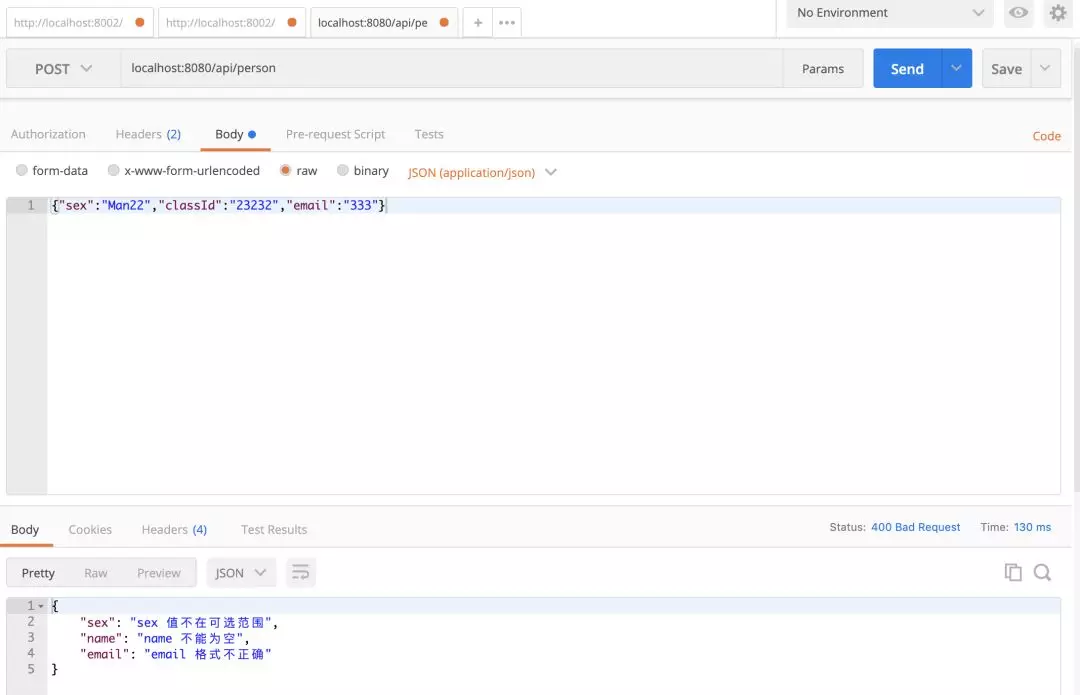 http://localhost:8002/ http://localhost:8002/ localhost:8080/api/pe + ••• No Environment
POST localhost:8080/api/person Params Send Save
Authorization Headers (2) Body Pre-request Script Tests Code
form-data x-www-form-urlencoded raw binary JSON (application/json)
1 {"sex":"Man22","classId":"23232","email":"333"}
Body Cookies Headers (4) Test Results Status: 400 Bad Request Time: 130 ms
Pretty Raw Preview JSON
1 {
2 "sex": "sex 值不在可选范围",
3 "name": "name 不能为空",
4 "email": "email 格式不正确"
5 }